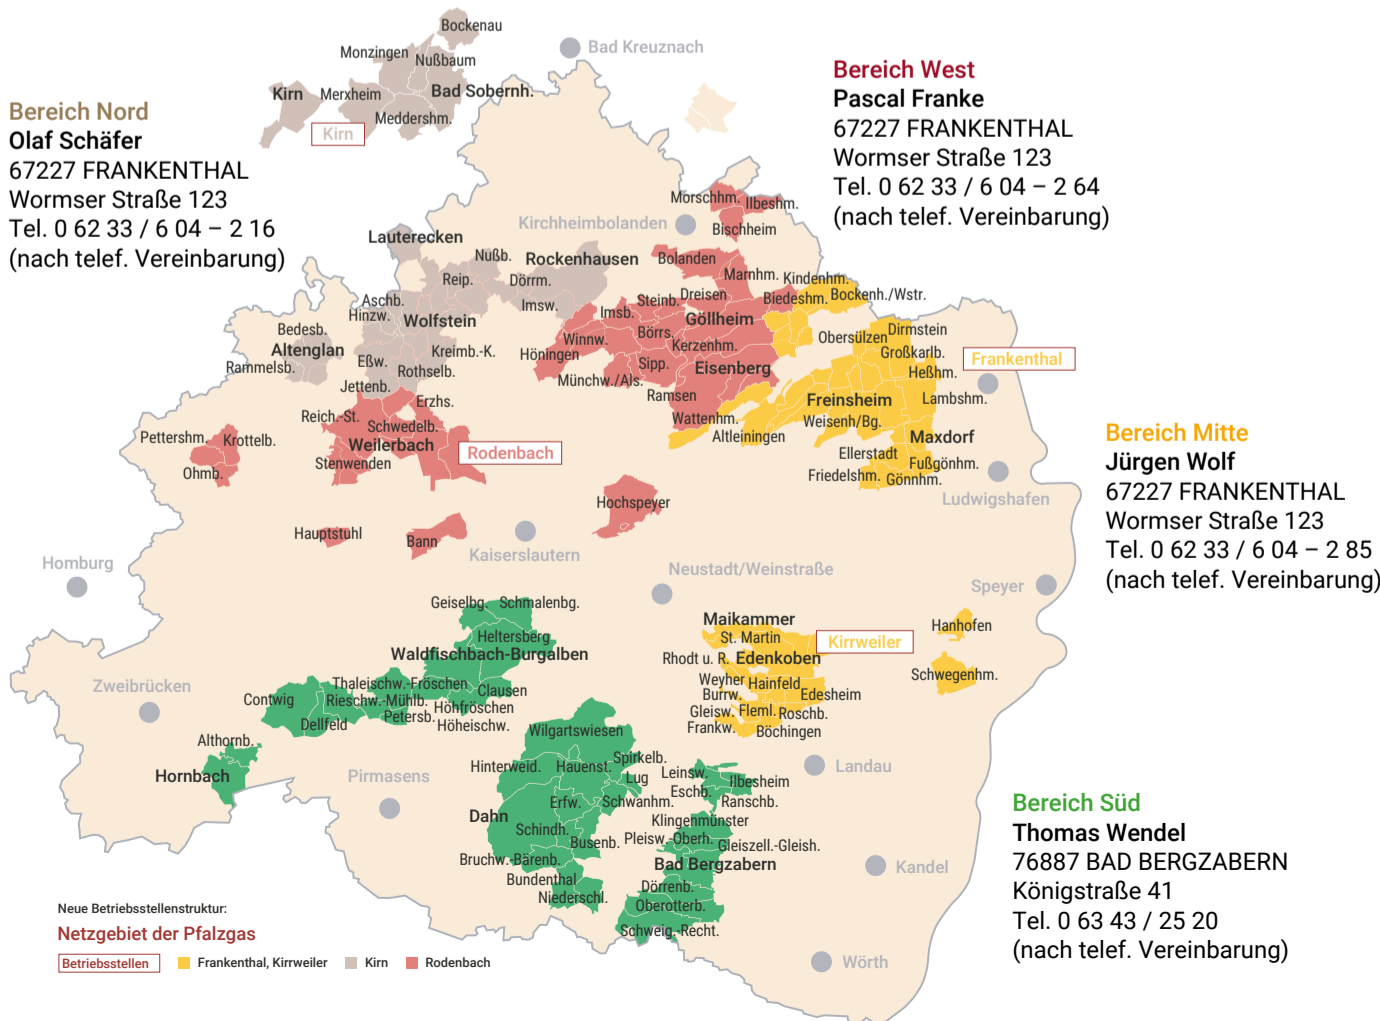 Bereich Nord
Olaf Schäfer
67227 FRANKENTHAL
Wormser Straße 123
Tel. 0 62 33 / 6 04 – 2 16
(nach telef. Vereinbarung)
Bereich West
Pascal Franke
67227 FRANKENTHAL
Wormser Straße 123
Tel. 0 62 33 / 6 04 – 2 64
(nach telef. Vereinbarung)
Bereich Mitte
Jürgen Wolf
67227 FRANKENTHAL
Wormser Straße 123
Tel. 0 62 33 / 6 04 – 2 85
(nach telef. Vereinbarung)
Bereich Süd
Thomas Wendel
76887 BAD BERGZABERN
Königstraße 41
Tel. 0 63 43 / 25 20
(nach telef. Vereinbarung)
Bockenau
Monzingen
Nußbaum
Bad Kreuznach
Kirn
Merxheim
Bad Sobernh.
Meddershm.
Kirn
Morschhm.
Ilbeshm.
Kirchheimbolanden
Bischheim
Lauterecken
Nußb.
Rockenhausen
Bolanden
Reip.
Dörrm.
Marnhm.
Kindenhm.
Aschb.
Imsw.
Steinb.
Dreisen
Biedeshm.
Bockenh./Wstr.
Hinzw.
Wolfstein
Imsb.
Göllheim
Bedesb.
Börrs.
Obersülzen
Dirmstein
Altenglan
Winnw.
Kerzenhm.
Großkarlb.
Frankenthal
Rammelsb.
Eßw.
Kreimb.-K.
Höningen
Sipp.
Eisenberg
Heßhm.
Rothselb.
Münchw./Als.
Jettenb.
Ramsen
Freinsheim
Lambshm.
Erzhs.
Reich.-St.
Schwedelb.
Wattenhm.
Weisenh/Bg.
Pettershm.
Krottelb.
Weilerbach
Rodenbach
Altleiningen
Maxdorf
Stenwenden
Ellerstadt
Fußgönhm.
Ohmb.
Friedelshm.
Gönnhm.
Hochspeyer
Ludwigshafen
Hauptstuhl
Bann
Kaiserslautern
Homburg
Neustadt/Weinstraße
Speyer
Geiselbg.
Schmalenbg.
Maikammer
Hanhofen
Heltersberg
St. Martin
Kirrweiler
Waldfischbach-Burgalben
Rhodt u. R.
Edenkoben
Schwegenhm.
Zweibrücken
Thaleischw.-Fröschen
Clausen
Weyher
Hainfeld
Contwig
Rieschw.-Mühlb.
Höhfröschen
Burrw.
Edesheim
Dellfeld
Petersb.
Höheischw.
Gleisw.
Fleml.
Roschb.
Frankw.
Böchingen
Althornb.
Wilgartswiesen
Hornbach
Pirmasens
Hinterweid.
Hauenst.
Spirkelb.
Landau
Lug
Leinsw.
Ilbesheim
Eschb.
Erfw.
Schwanhm.
Ranschb.
Dahn
Klingenmünster
Schindh.
Busenb.
Pleisw.-Oberh.
Gleiszell.-Gleish.
Bruchw.-Bärenb.
Bad Bergzabern
Kandel
Bundenthal
Dörrenb.
Niederschl.
Oberotterb.
Schweig.-Recht.
Wörth
Neue Betriebsstellenstruktur:
Netzgebiet der Pfalzgas
Betriebsstellen
Frankenthal, Kirrweiler
Kirn
Rodenbach